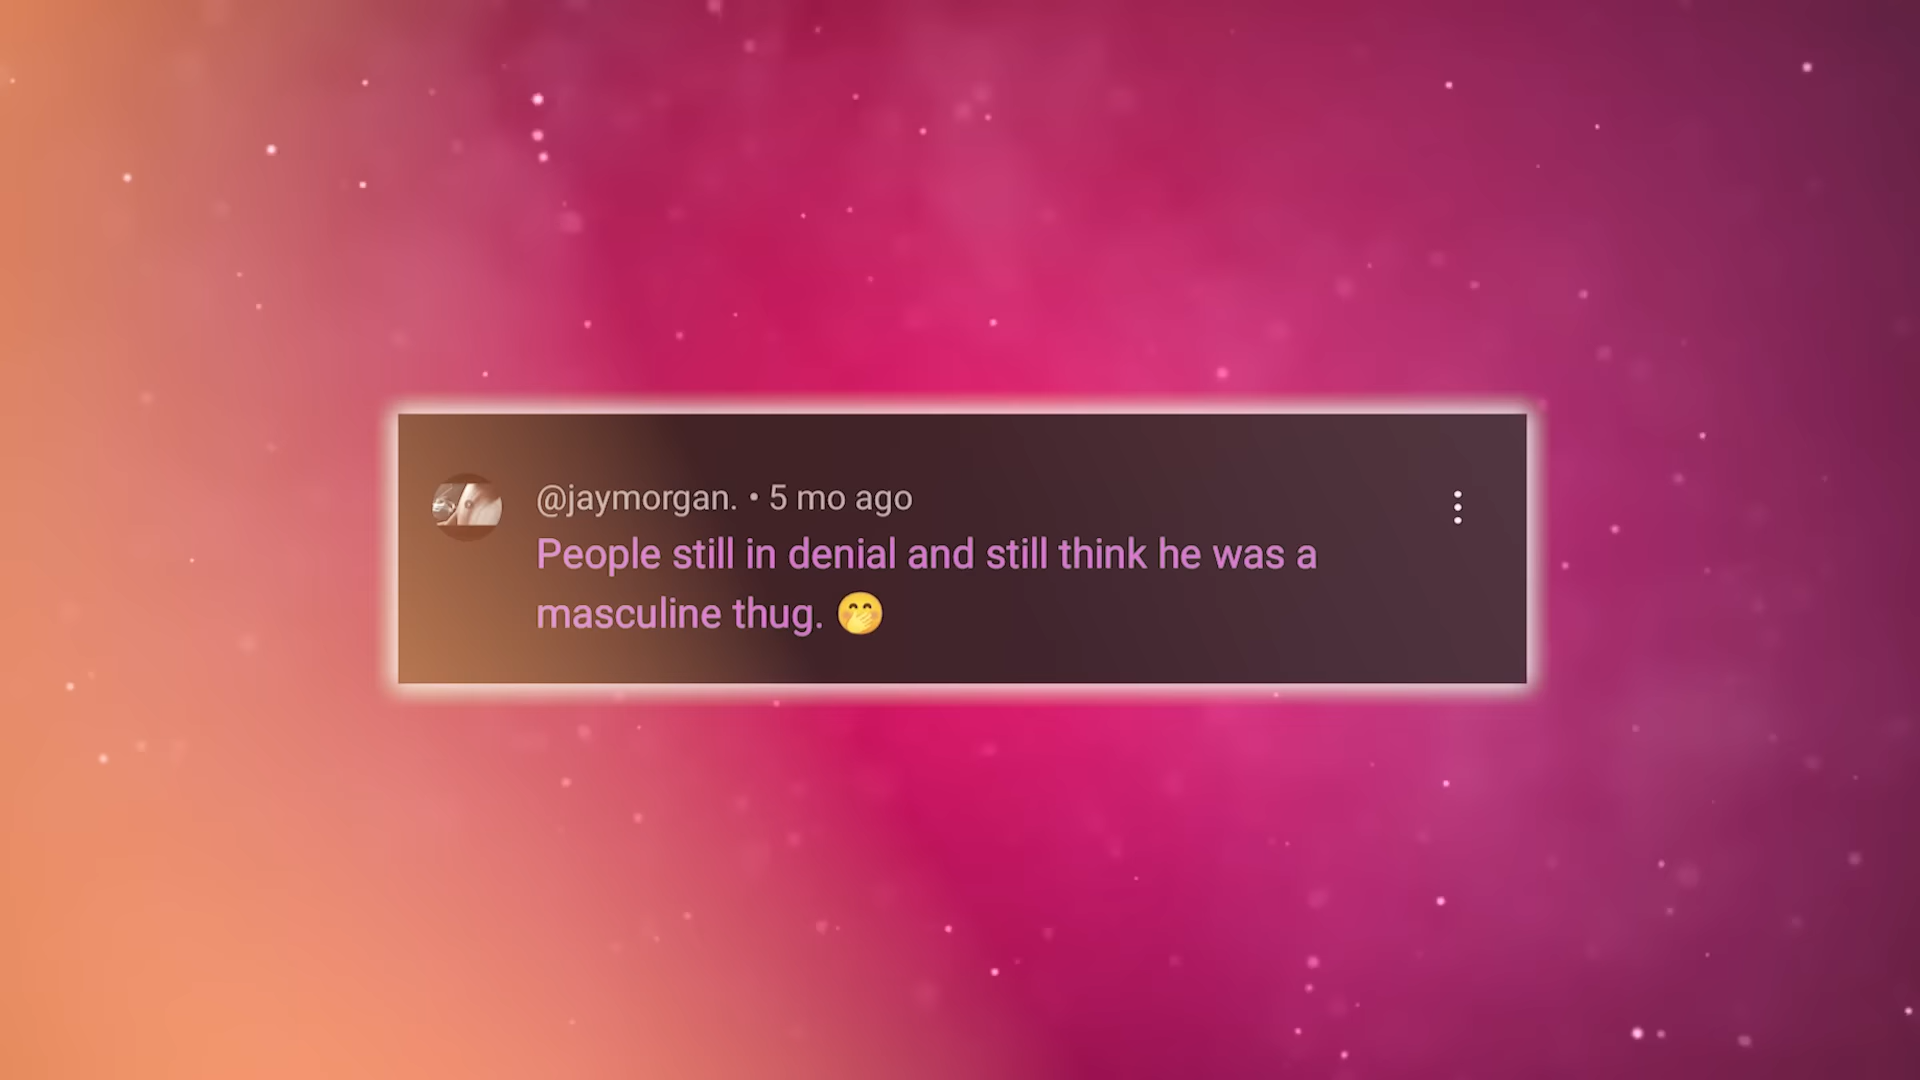 @jaymorgan. • 5 mo ago
People still in denial and still think he was a
masculine thug. 🤭